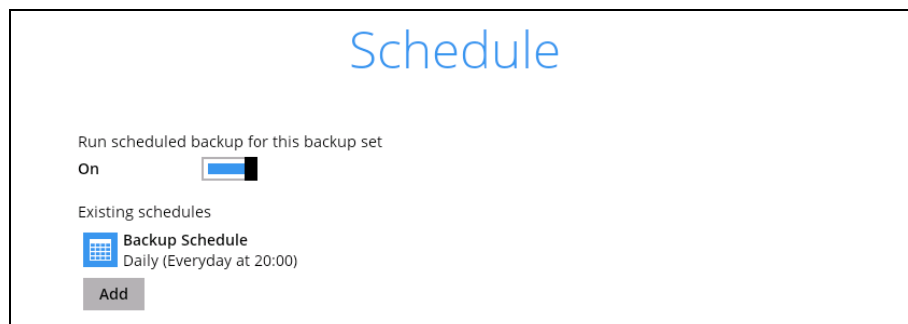 Schedule
Run scheduled backup for this backup set
On
Existing schedules
Backup Schedule
Daily (Everyday at 20:00)
Add